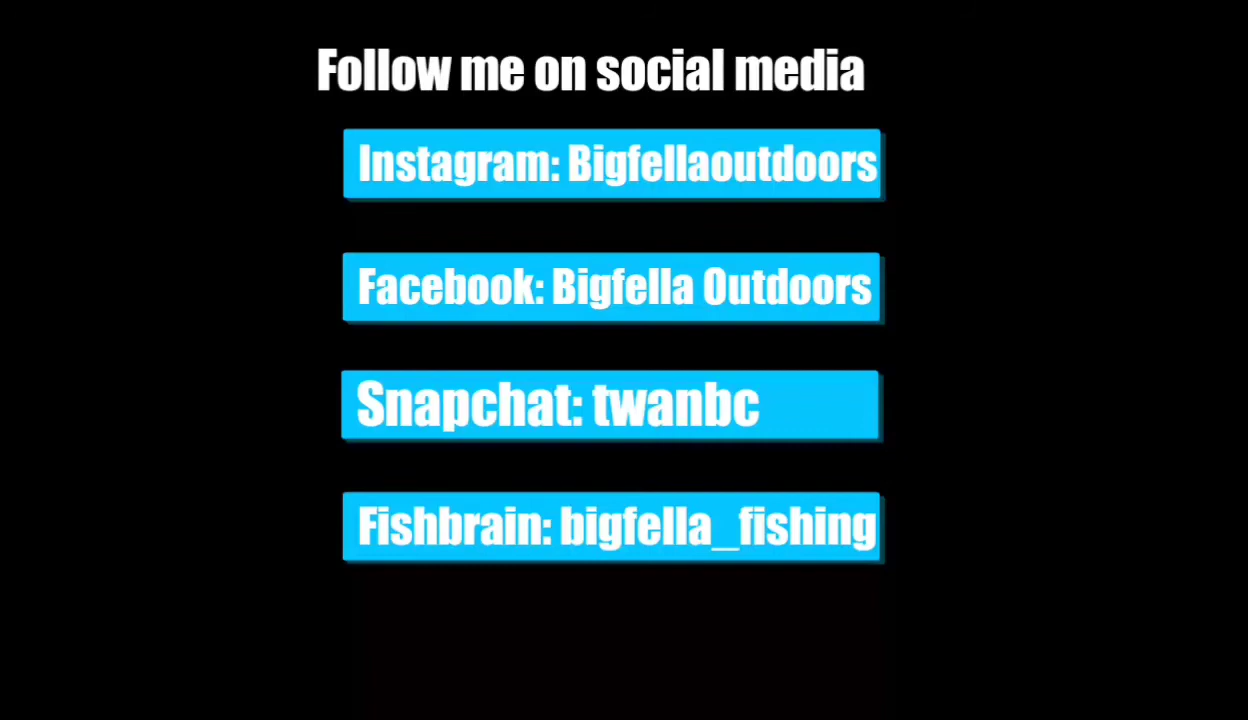 Follow me on social media
Instagram: Bigfellaoutdoors
Facebook: Bigfella Outdoors
Snapchat: twanbc
Fishbrain: bigfella_fishing